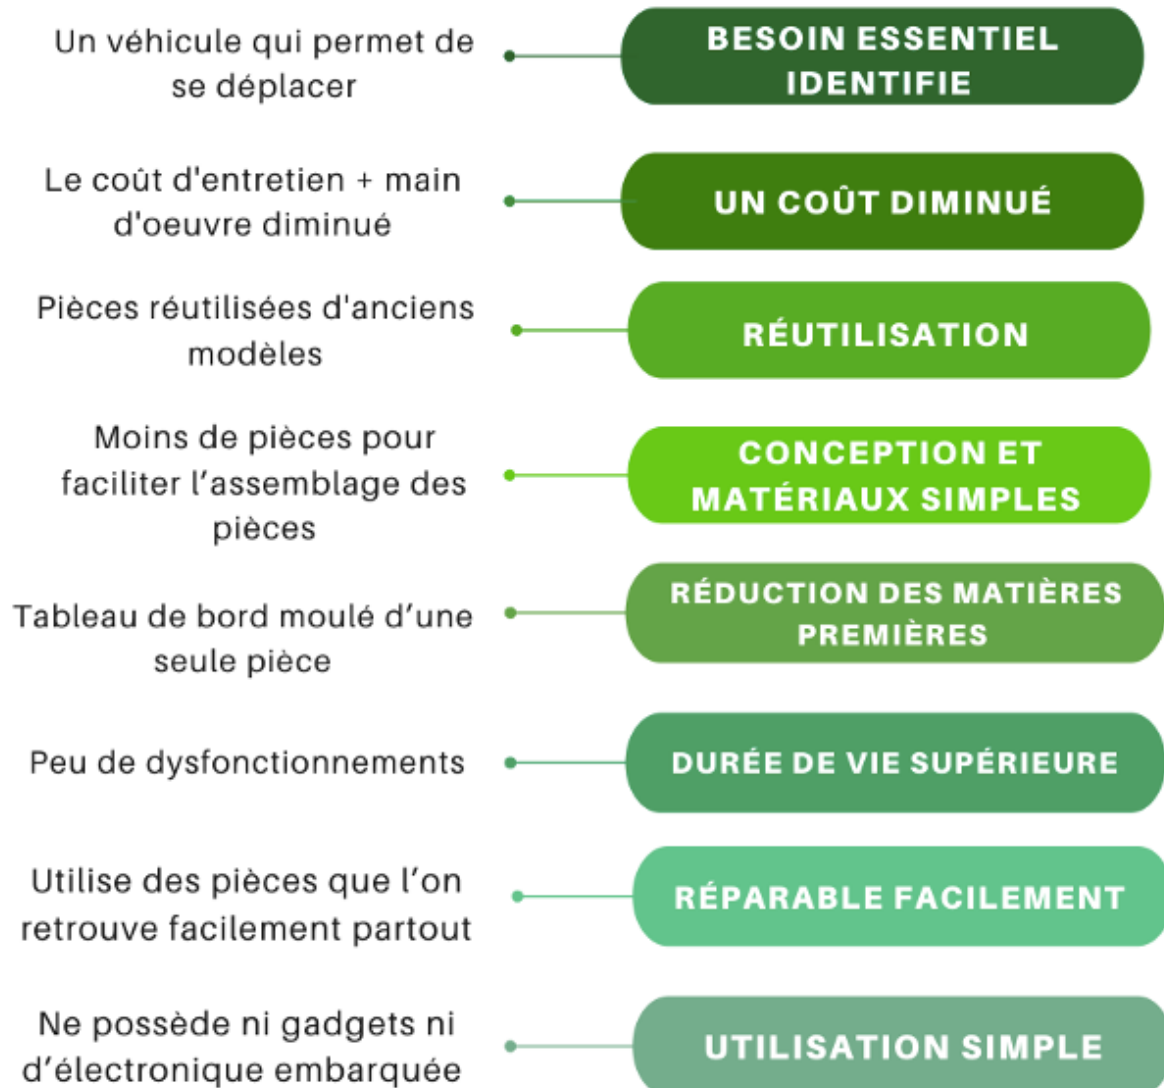 Un véhicule qui permet de
se déplacer
BESOIN ESSENTIEL
IDENTIFIE
Le coût d'entretien + main
d'oeuvre diminué
UN COÛT DIMINUÉ
Pièces réutilisées d'anciens
modèles
RÉUTILISATION
Moins de pièces pour
faciliter l’assemblage des
pièces
CONCEPTION ET
MATÉRIAUX SIMPLES
Tableau de bord moulé d’une
seule pièce
RÉDUCTION DES MATIÈRES
PREMIÈRES
Peu de dysfonctionnements
DURÉE DE VIE SUPÉRIEURE
Utilise des pièces que l’on
retrouve facilement partout
RÉPARABLE FACILEMENT
Ne possède ni gadgets ni
d’électronique embarquée
UTILISATION SIMPLE